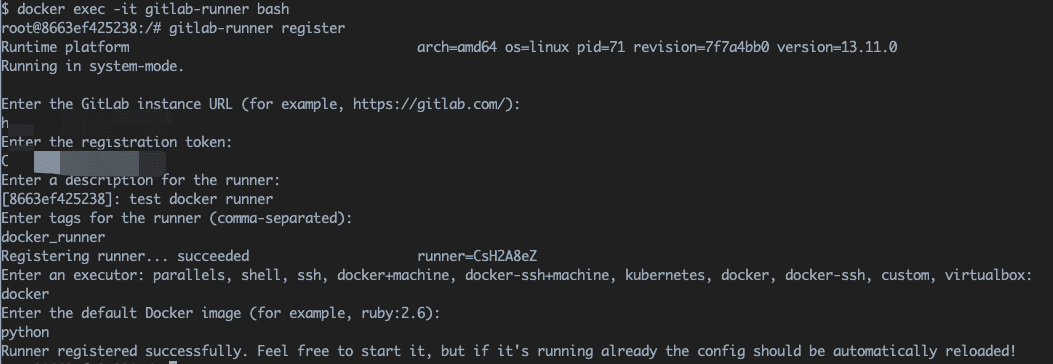 $ docker exec -it gitlab-runner bash
root@8663ef425238:/# gitlab-runner register
Runtime platform arch=amd64 os=linux pid=71 revision=7f7a4bb0 version=13.11.0
Running in system-mode.
Enter the GitLab instance URL (for example, https://gitlab.com/):
h
Enter the registration token:
C
Enter a description for the runner:
[8663ef425238]: test docker runner
Enter tags for the runner (comma-separated):
docker_runner
Registering runner... succeeded runner=CsH2A8eZ
Enter an executor: parallels, shell, ssh, docker+machine, docker-ssh+machine, kubernetes, docker, docker-ssh, custom, virtualbox:
docker
Enter the default Docker image (for example, ruby:2.6):
python
Runner registered successfully. Feel free to start it, but if it's running already the config should be automatically reloaded!